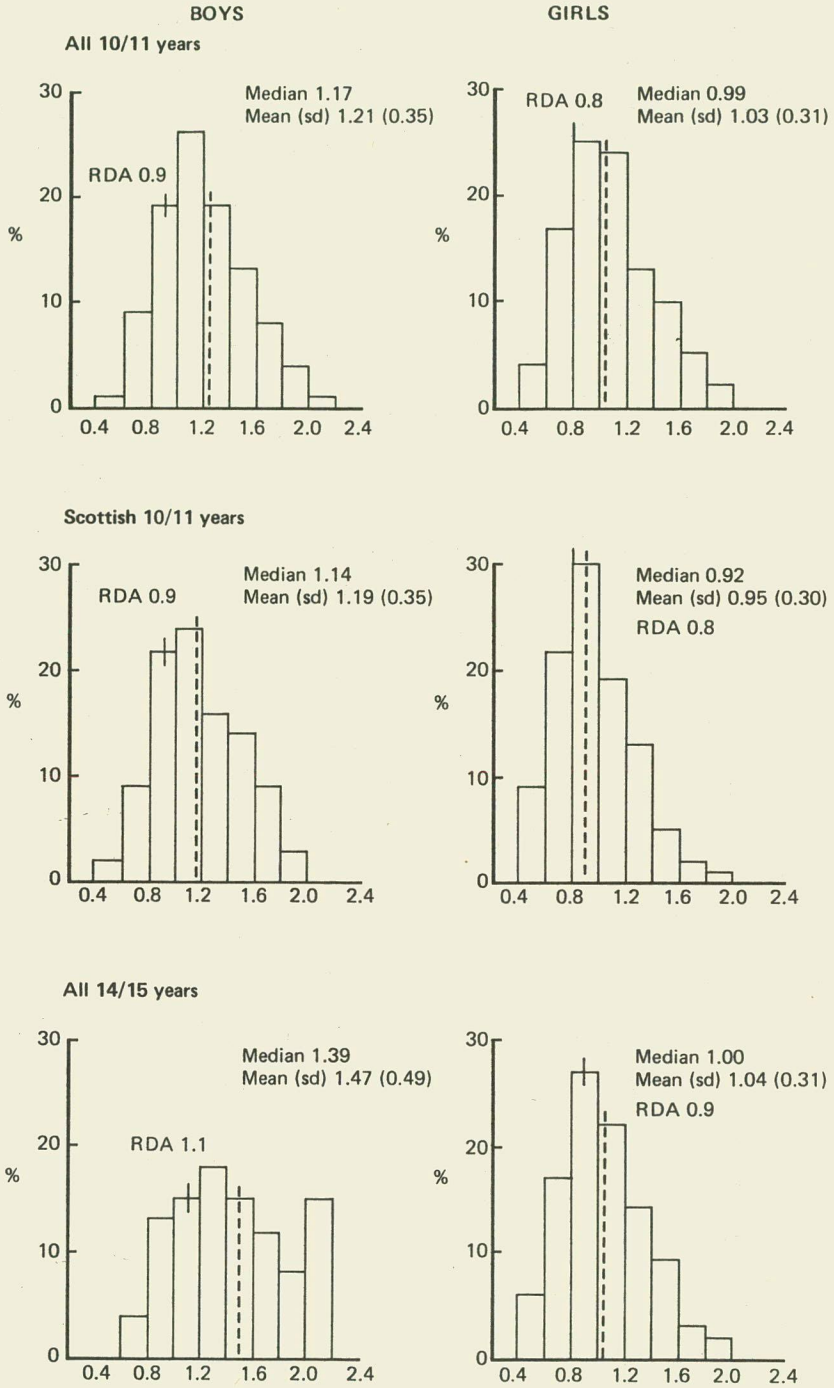 BOYS GIRLS
All 10/11 years
30
Median 1.17
Mean (sd) 1.21 (0.35)
RDA 0.9
20
%
10
0
0.4 0.8 1.2 1.6 2.0 2.4
30
RDA 0.8
Median 0.99
Mean (sd) 1.03 (0.31)
20
%
10
0
0.4 0.8 1.2 1.6 2.0 2.4
Scottish 10/11 years
30
Median 1.14
Mean (sd) 1.19 (0.35)
RDA 0.9
20
%
10
0
0.4 0.8 1.2 1.6 2.0 2.4
30
Median 0.92
Mean (sd) 0.95 (0.30)
RDA 0.8
20
%
10
0
0.4 0.8 1.2 1.6 2.0 2.4
All 14/15 years
30
Median 1.39
Mean (sd) 1.47 (0.49)
RDA 1.1
20
%
10
0
0.4 0.8 1.2 1.6 2.0 2.4
30
Median 1.00
Mean (sd) 1.04 (0.31)
RDA 0.9
20
%
10
0
0.4 0.8 1.2 1.6 2.0 2.4